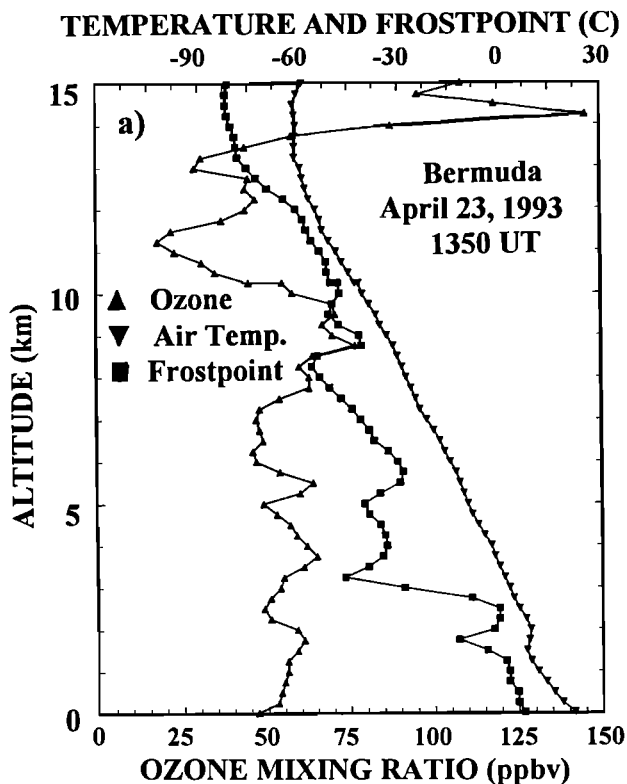 TEMPERATURE AND FROSTPOINT (C)
-90 -60 -30 0 30
15
a)
Bermuda
April 23, 1993
1350 UT
10
Ozone
Air Temp.
Frostpoint
ALTITUDE (km)
5
0
0 25 50 75 100 125 150
OZONE MIXING RATIO (ppbv)